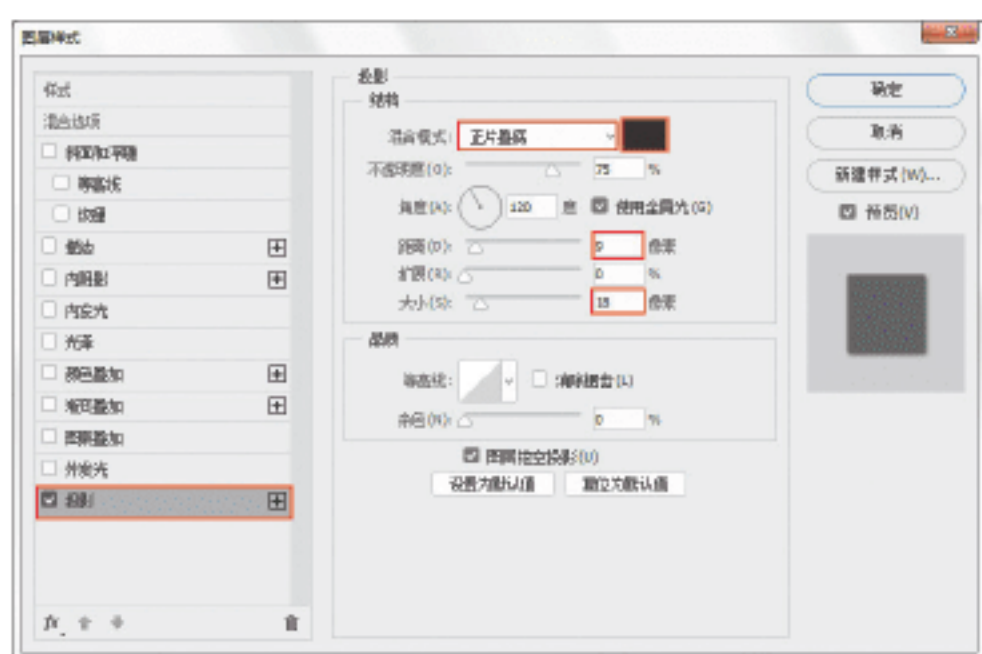 图层样式
样式
混合选项
斜面和浮雕
等高线
纹理
描边
内阴影
内发光
光泽
颜色叠加
渐变叠加
图案叠加
外发光
投影
fx
投影
结构
混合模式: 正片叠底
不透明度(O): 75 %
角度(A): 120 度 使用全局光(G)
距离(D): 9 像素
扩展(R): 0 %
大小(S): 18 像素
品质
等高线: 消除锯齿(L)
杂色(N): 0 %
图层挖空投影(U)
设置为默认值 复位为默认值
确定
取消
新建样式(W)...
预览(V)